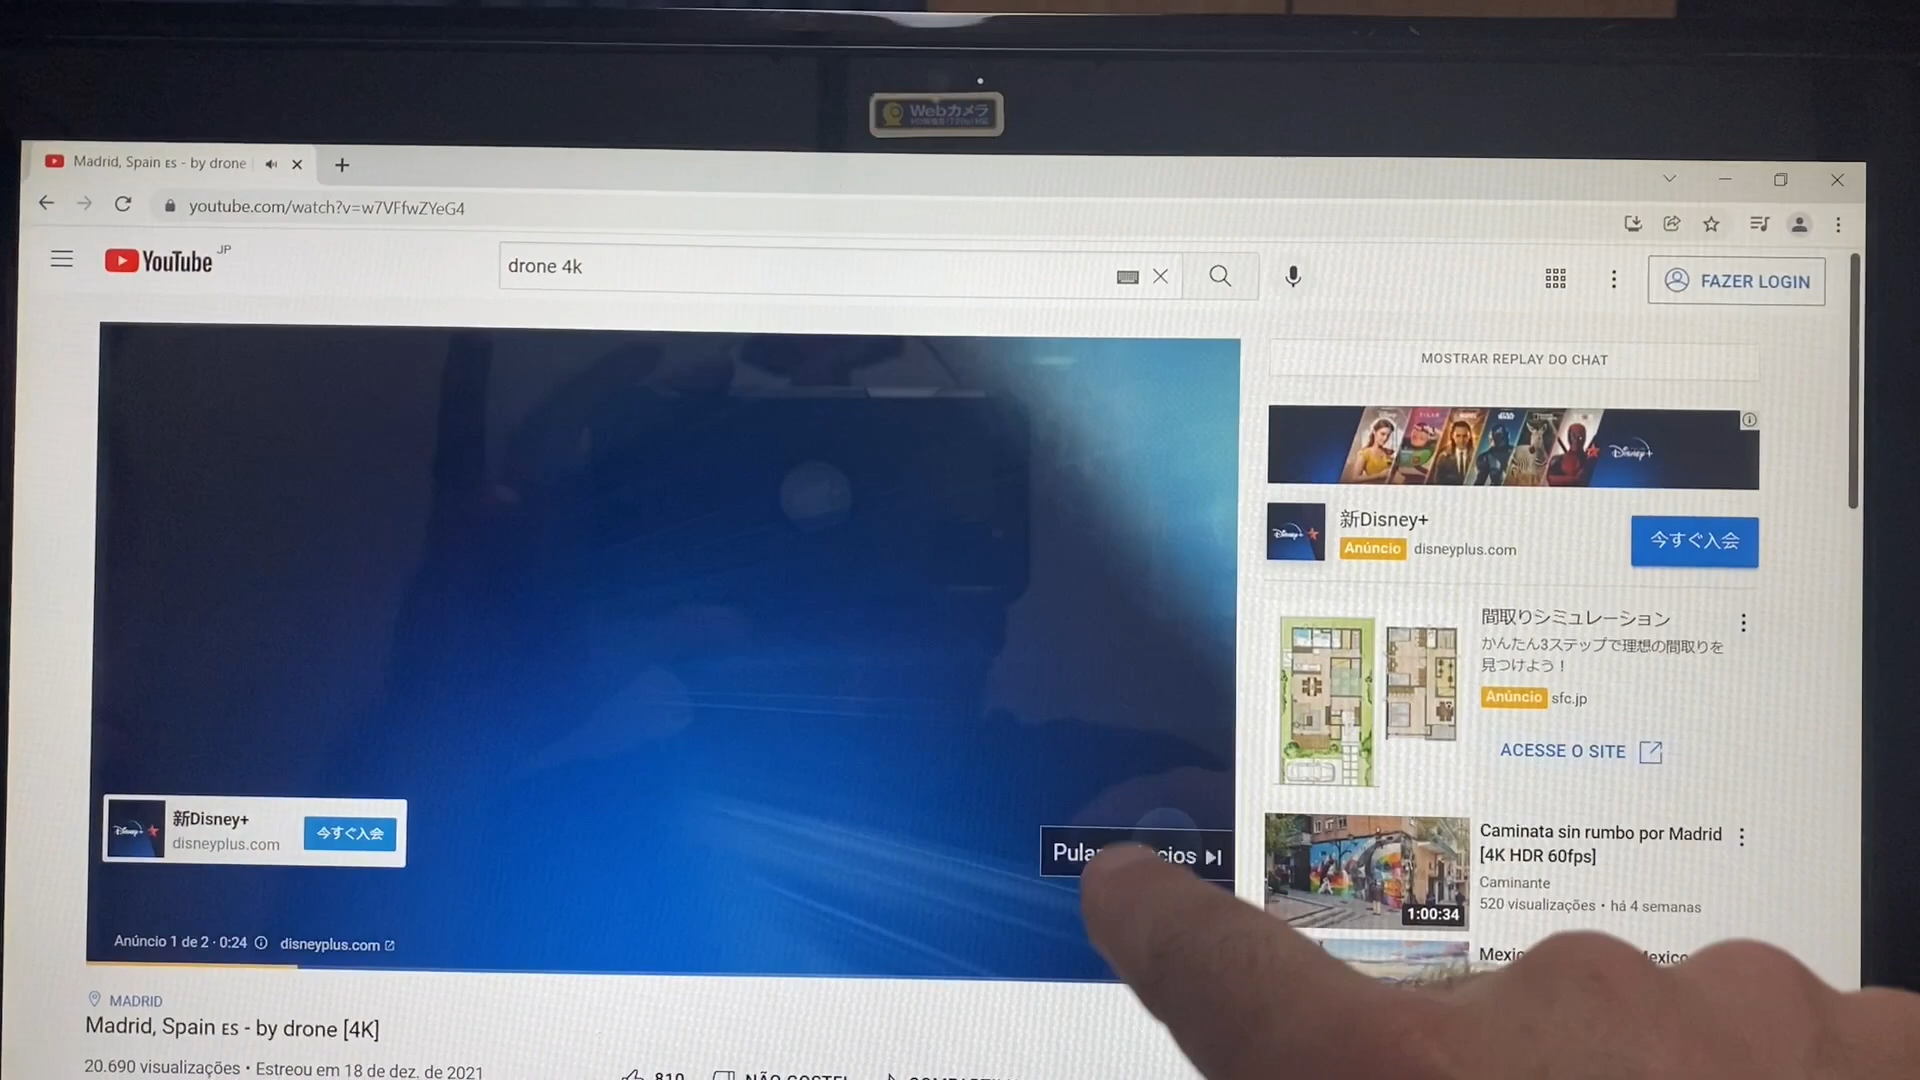 Webカメラ
Madrid, Spain ES - by drone
youtube.com/watch?v=w7VFfwZYeG4
YouTube JP
drone 4k
FAZER LOGIN
MOSTRAR REPLAY DO CHAT
Disney+
新Disney+
Anúncio disneyplus.com
今すぐ入会
間取りシミュレーション
かんたん3ステップで理想の間取りを
見つけよう！
Anúncio sfc.jp
ACESSE O SITE
新Disney+
disneyplus.com
今すぐ入会
Anúncio 1 de 2 · 0:24 disneyplus.com
Caminata sin rumbo por Madrid
[4K HDR 60fps]
Caminante
520 visualizações • há 4 semanas
1:00:34
MADRID
Madrid, Spain ES - by drone [4K]
20.690 visualizações • Estreou em 18 de dez. de 2021
810